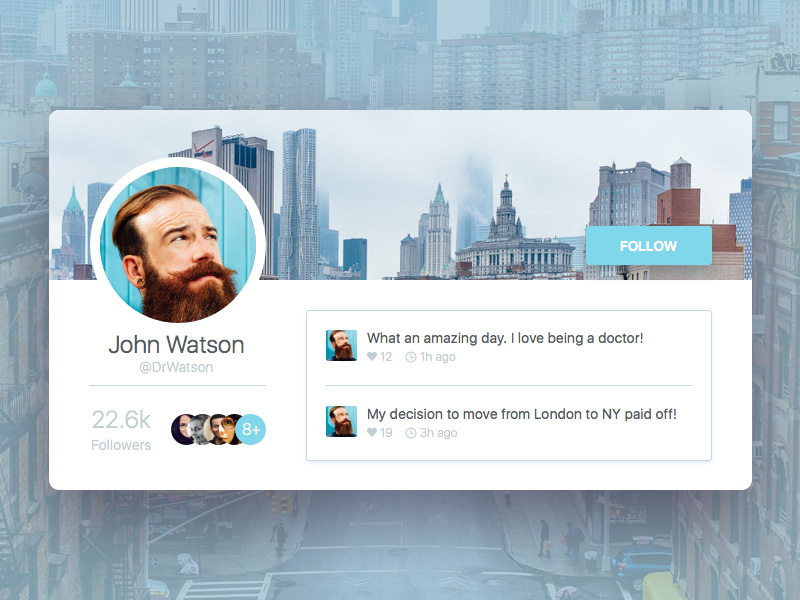 FOLLOW
John Watson
@DrWatson
22.6k
Followers
8+
What an amazing day. I love being a doctor!
12 1h ago
My decision to move from London to NY paid off!
19 3h ago